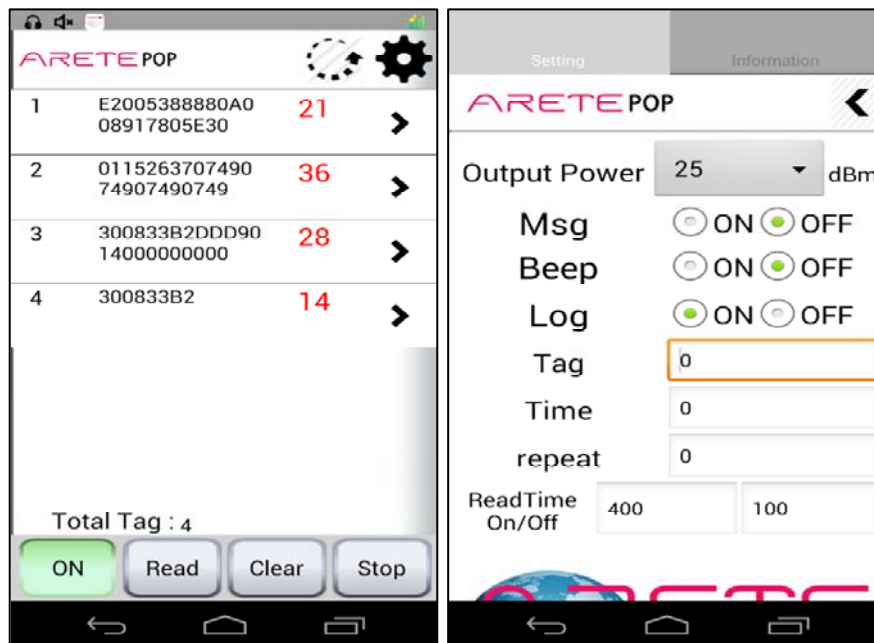 ARETE POP
1 E2005388880A0 21
08917805E30
2 0115263707490 36
74907490749
3 300833B2DDD90 28
14000000000
4 300833B2 14
Total Tag : 4
ON Read Clear Stop
Setting Information
ARETE POP
Output Power 25 dBm
Msg ON OFF
Beep ON OFF
Log ON OFF
Tag 0
Time 0
repeat 0
ReadTime
On/Off 400 100
ARETE